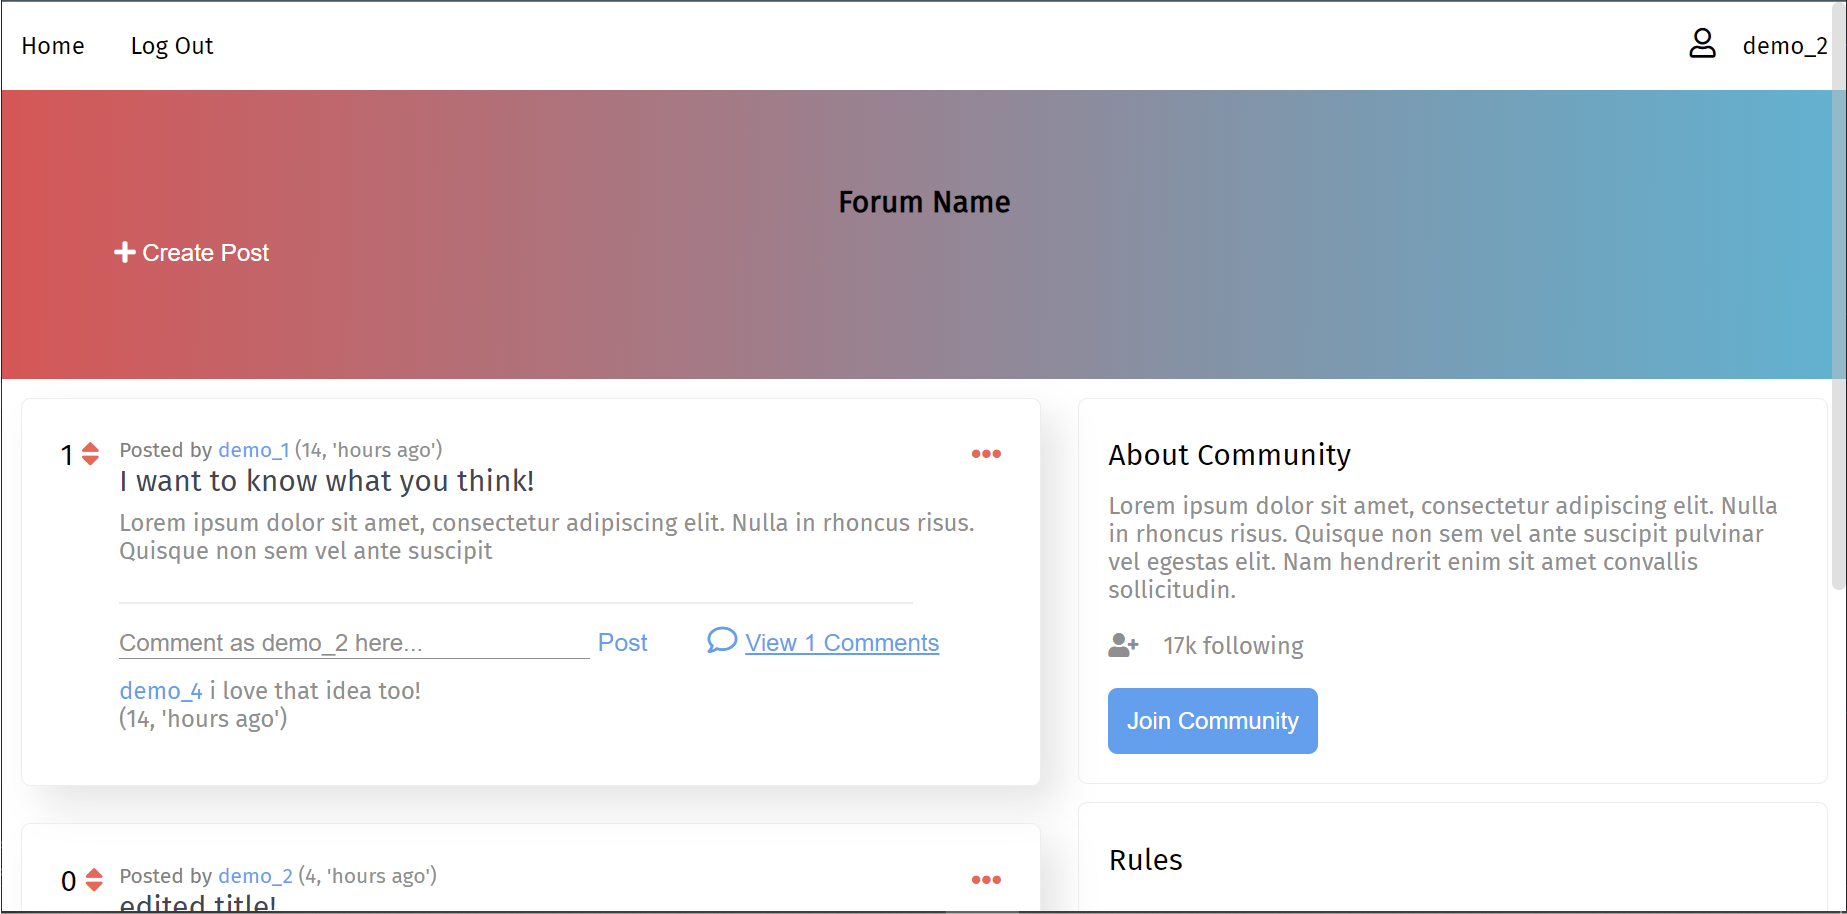 Home
Log Out
demo_2
Forum Name
Create Post
1
Posted by demo_1 (14, 'hours ago')
I want to know what you think!
Lorem ipsum dolor sit amet, consectetur adipiscing elit. Nulla in rhoncus risus.
Quisque non sem vel ante suscipit
Comment as demo_2 here...
Post
View 1 Comments
demo_4 i love that idea too!
(14, 'hours ago')
0
Posted by demo_2 (4, 'hours ago')
edited title!
About Community
Lorem ipsum dolor sit amet, consectetur adipiscing elit. Nulla
in rhoncus risus. Quisque non sem vel ante suscipit pulvinar
vel egestas elit. Nam hendrerit enim sit amet convallis
sollicitudin.
17k following
Join Community
Rules